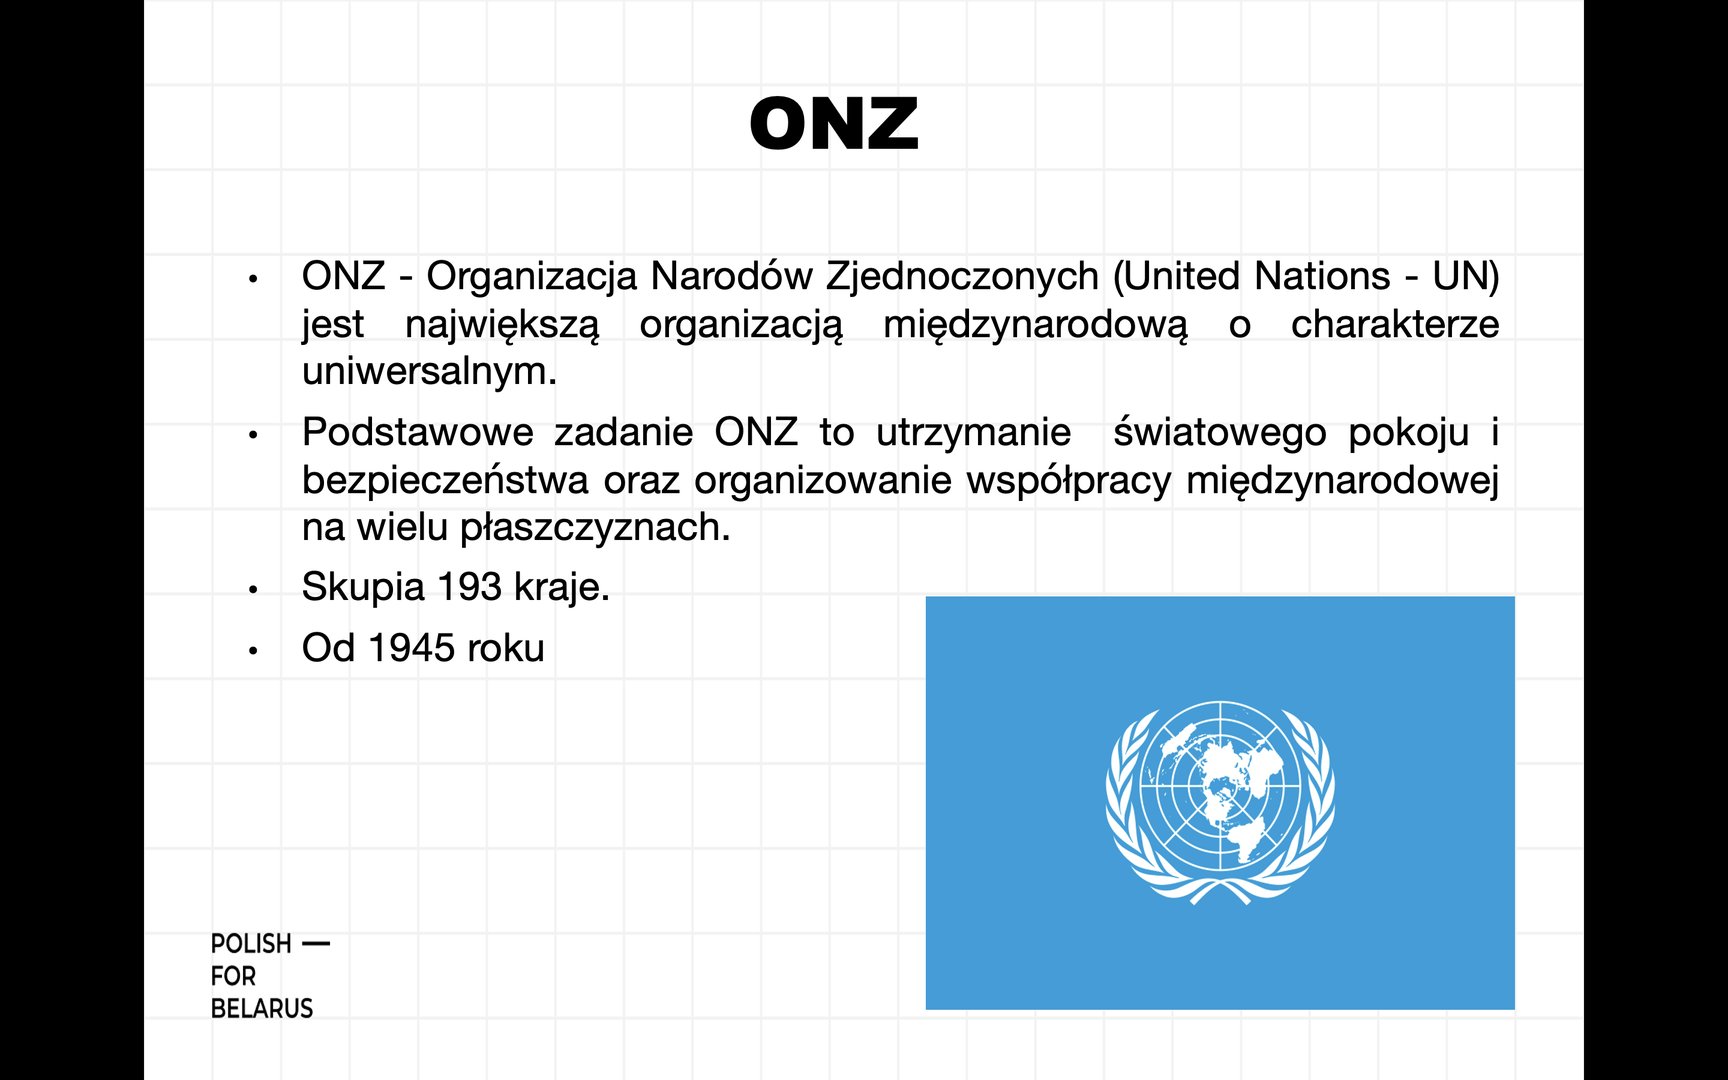 ONZ
• ONZ - Organizacja Narodów Zjednoczonych (United Nations - UN)
jest największą organizacją międzynarodową o charakterze
uniwersalnym.
• Podstawowe zadanie ONZ to utrzymanie światowego pokoju i
bezpieczeństwa oraz organizowanie współpracy międzynarodowej
na wielu płaszczyznach.
• Skupia 193 kraje.
• Od 1945 roku
POLISH —
FOR
BELARUS